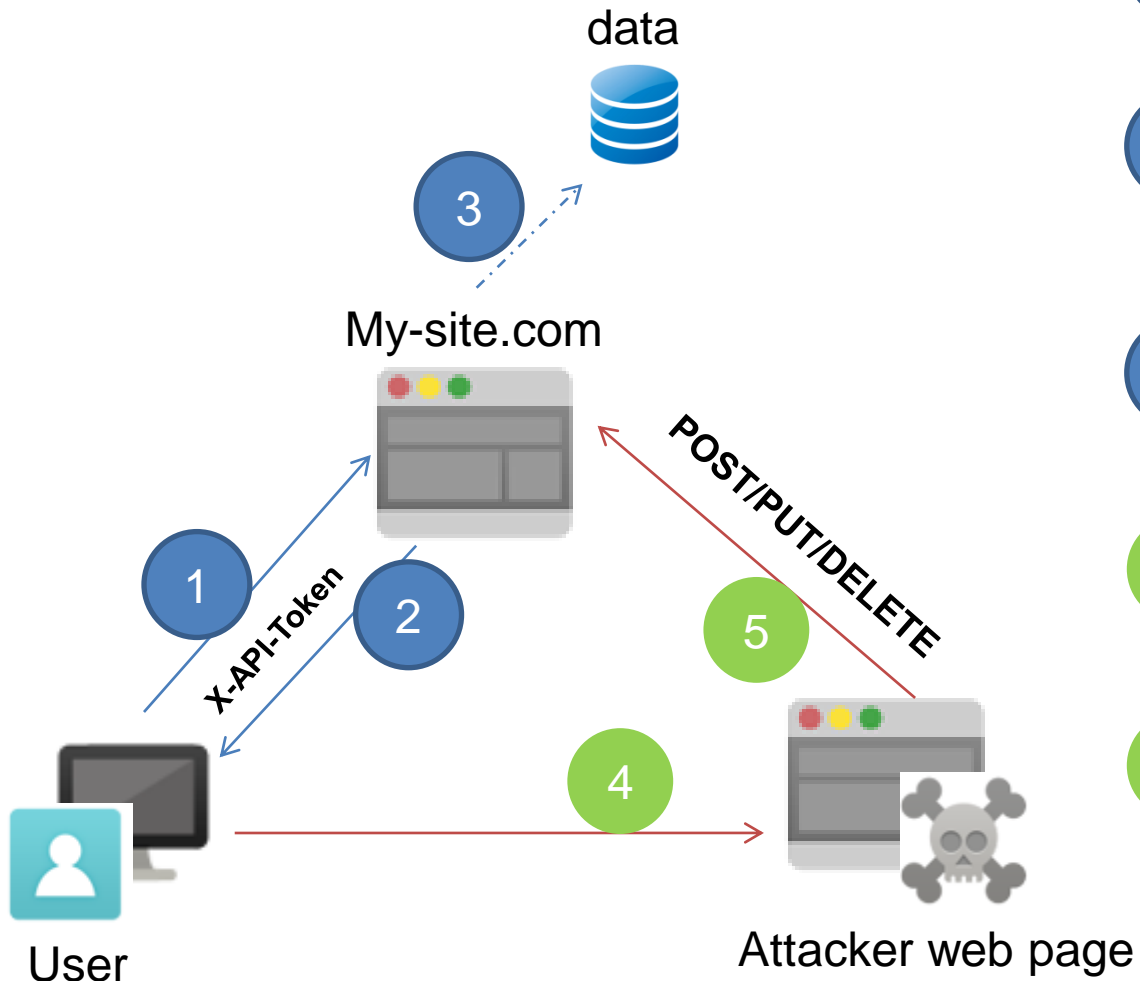 data
3
My-site.com
POST/PUT/DELETE
1
X-API-Token
2
5
4
User
Attacker web page